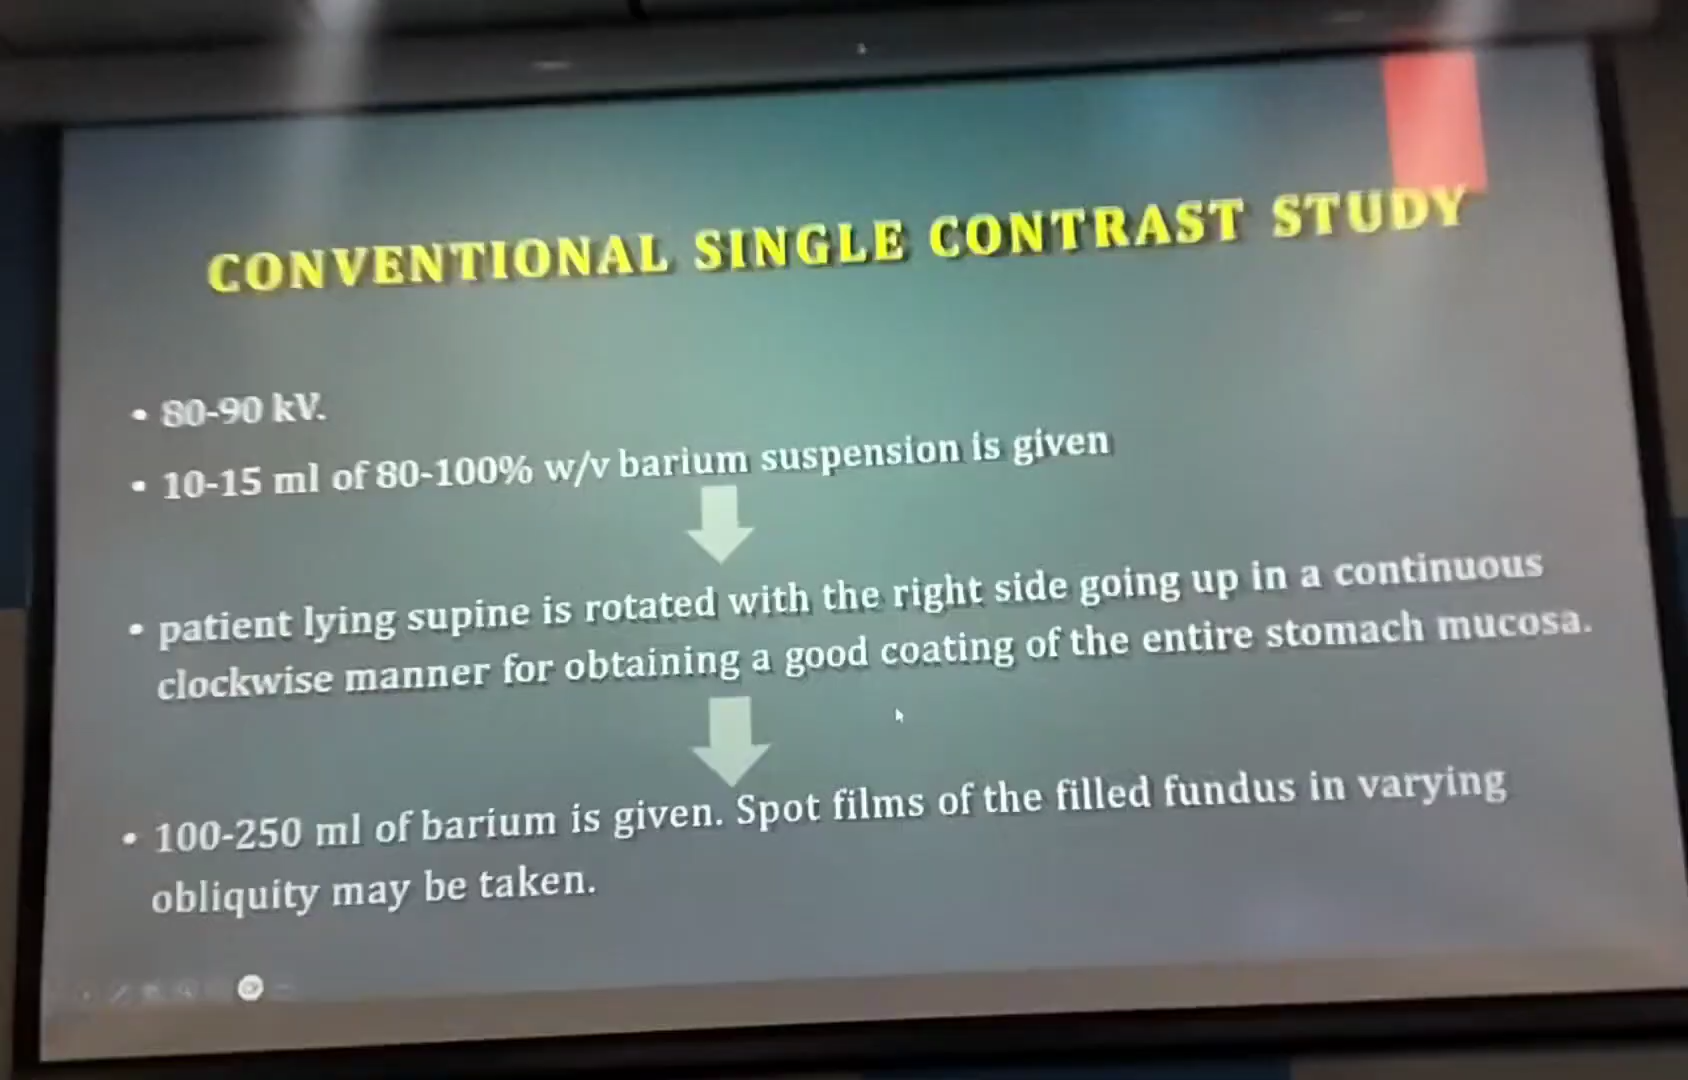 CONVENTIONAL SINGLE CONTRAST STUDY
• 80-90 kV.
• 10-15 ml of 80-100% w/v barium suspension is given
• patient lying supine is rotated with the right side going up in a continuous
clockwise manner for obtaining a good coating of the entire stomach mucosa.
• 100-250 ml of barium is given. Spot films of the filled fundus in varying
obliquity may be taken.